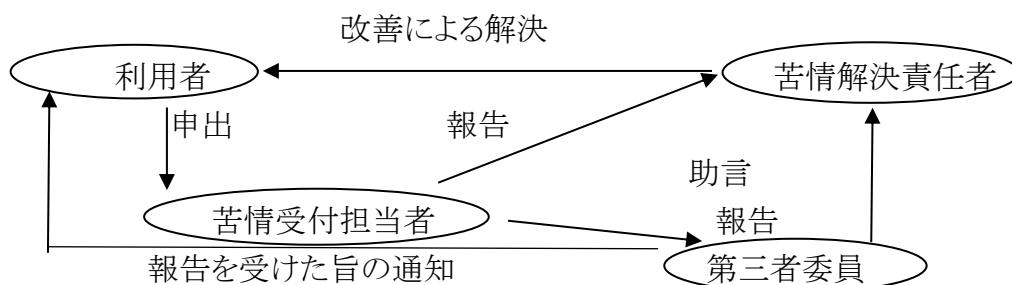 改善による解決
利用者
苦情解決責任者
申出
報告
助言
苦情受付担当者
報告
報告を受けた旨の通知
第三者委員